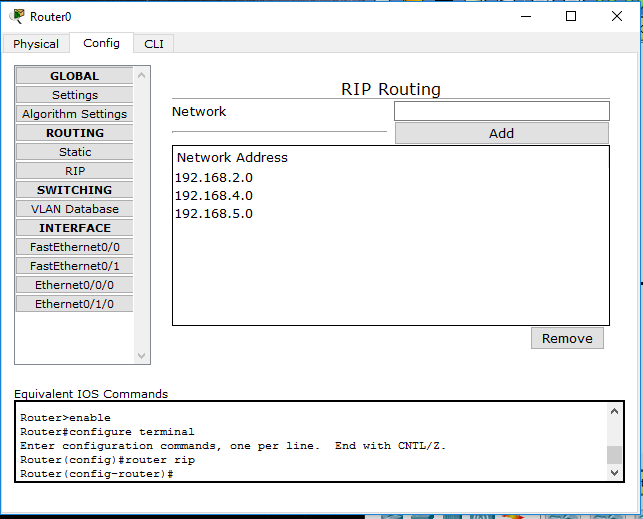 Router0
Physical Config CLI
GLOBAL
Settings
Algorithm Settings
ROUTING
Static
RIP
SWITCHING
VLAN Database
INTERFACE
FastEthernet0/0
FastEthernet0/1
Ethernet0/0/0
Ethernet0/1/0
RIP Routing
Network
Add
Network Address
192.168.2.0
192.168.4.0
192.168.5.0
Remove
Equivalent IOS Commands
Router>enable
Router#configure terminal
Enter configuration commands, one per line.  End with CNTL/Z.
Router(config)#router rip
Router(config-router)#